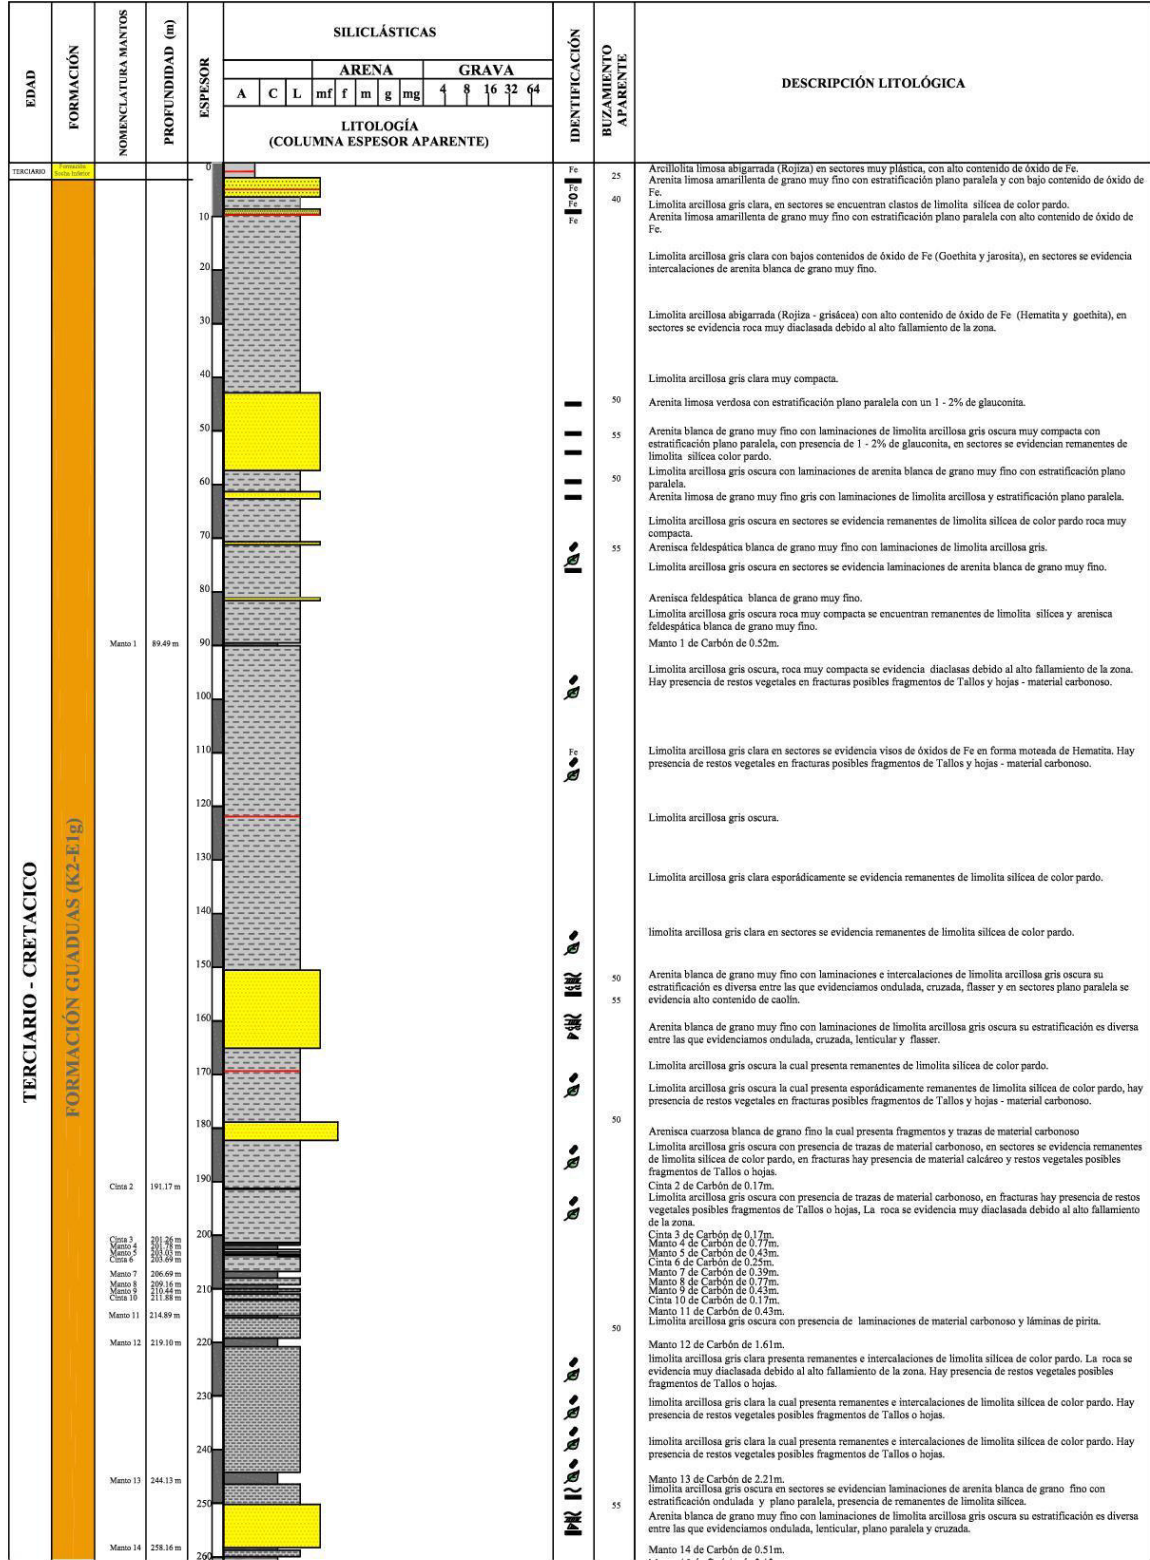 EDAD
FORMACIÓN
NOMENCLATURA MANTOS
PROFUNDIDAD (m)
ESPESOR
SILICLÁSTICAS
ARENA GRAVA
A C L mf f m g mg 4 8 16 32 64
LITOLOGÍA
(COLUMNA ESPESOR APARENTE)
IDENTIFICACIÓN
BUZAMIENTO
APARENTE
DESCRIPCIÓN LITOLÓGICA
TERCIARIO
Formación
Socha Inferior
TERCIARIO - CRETACICO
FORMACIÓN GUADUAS (K2-E1g)
Manto 1 89.49 m
Cinta 2 191.17 m
Cinta 3 201.26 m
Manto 4 201.78 m
Manto 5 203.03 m
Cinta 6 203.69 m
Manto 7 206.69 m
Manto 8 209.16 m
Manto 9 210.44 m
Cinta 10 211.88 m
Manto 11 214.89 m
Manto 12 219.10 m
Manto 13 244.13 m
Manto 14 258.16 m
0
10
20
30
40
50
60
70
80
90
100
110
120
130
140
150
160
170
180
190
200
210
220
230
240
250
260
Fe
Fe
Fe
Fe
Fe
25
40
50
55
50
55
50
55
50
50
55
Arcillolita limosa abigarrada (Rojiza) en sectores muy plástica, con alto contenido de óxido de Fe.
Arenita limosa amarillenta de grano muy fino con estratificación plano paralela y con bajo contenido de óxido de
Fe.
Limolita arcillosa gris clara, en sectores se encuentran clastos de limolita silícea de color pardo.
Arenita limosa amarillenta de grano muy fino con estratificación plano paralela con alto contenido de óxido de
Fe.
Limolita arcillosa gris clara con bajos contenidos de óxido de Fe (Goethita y jarosita), en sectores se evidencia
intercalaciones de arenita blanca de grano muy fino.
Limolita arcillosa abigarrada (Rojiza - grisácea) con alto contenido de óxido de Fe (Hematita y goethita), en
sectores se evidencia roca muy diaclasada debido al alto fallamiento de la zona.
Limolita arcillosa gris clara muy compacta.
Arenita limosa verdosa con estratificación plano paralela con un 1 - 2% de glauconita.
Arenita blanca de grano muy fino con laminaciones de limolita arcillosa gris oscura muy compacta con
estratificación plano paralela, con presencia de 1 - 2% de glauconita, en sectores se evidencian remanentes de
limolita silícea color pardo.
Limolita arcillosa gris oscura con laminaciones de arenita blanca de grano muy fino con estratificación plano
paralela.
Arenita limosa de grano muy fino gris con laminaciones de limolita arcillosa y estratificación plano paralela.
Limolita arcillosa gris oscura en sectores se evidencia remanentes de limolita silícea de color pardo roca muy
compacta.
Arenisca feldespática blanca de grano muy fino con laminaciones de limolita arcillosa gris.
Limolita arcillosa gris oscura en sectores se evidencia laminaciones de arenita blanca de grano muy fino.
Arenisca feldespática blanca de grano muy fino.
Limolita arcillosa gris oscura roca muy compacta se encuentran remanentes de limolita silícea y arenisca
feldespática blanca de grano muy fino.
Manto 1 de Carbón de 0.52m.
Limolita arcillosa gris oscura, roca muy compacta se evidencia diaclasas debido al alto fallamiento de la zona.
Hay presencia de restos vegetales en fracturas posibles fragmentos de Tallos y hojas - material carbonoso.
Limolita arcillosa gris clara en sectores se evidencia visos de óxidos de Fe en forma moteada de Hematita. Hay
presencia de restos vegetales en fracturas posibles fragmentos de Tallos y hojas - material carbonoso.
Limolita arcillosa gris oscura.
Limolita arcillosa gris clara esporádicamente se evidencia remanentes de limolita silícea de color pardo.
limolita arcillosa gris clara en sectores se evidencia remanentes de limolita silícea de color pardo.
Arenita blanca de grano muy fino con laminaciones e intercalaciones de limolita arcillosa gris oscura su
estratificación es diversa entre las que evidenciamos ondulada, cruzada, flasser y en sectores plano paralela se
evidencia alto contenido de caolín.
Arenita blanca de grano muy fino con laminaciones de limolita arcillosa gris oscura su estratificación es diversa
entre las que evidenciamos ondulada, cruzada, lenticular y flasser.
Limolita arcillosa gris oscura la cual presenta remanentes de limolita silícea de color pardo.
Limolita arcillosa gris oscura la cual presenta esporádicamente remanentes de limolita silícea de color pardo, hay
presencia de restos vegetales en fracturas posibles fragmentos de Tallos y hojas - material carbonoso.
Arenisca cuarzosa blanca de grano fino la cual presenta fragmentos y trazas de material carbonoso
Limolita arcillosa gris oscura con presencia de trazas de material carbonoso, en sectores se evidencia remanentes
de limolita silícea de color pardo, en fracturas hay presencia de material calcáreo y restos vegetales posibles
fragmentos de Tallos o hojas.
Cinta 2 de Carbón de 0.17m.
Limolita arcillosa gris oscura con presencia de trazas de material carbonoso, en fracturas hay presencia de restos
vegetales posibles fragmentos de Tallos o hojas, La roca se evidencia muy diaclasada debido al alto fallamiento
de la zona.
Cinta 3 de Carbón de 0.17m.
Manto 4 de Carbón de 0.77m.
Manto 5 de Carbón de 0.43m.
Cinta 6 de Carbón de 0.25m.
Manto 7 de Carbón de 0.39m.
Manto 8 de Carbón de 0.77m.
Manto 9 de Carbón de 0.43m.
Cinta 10 de Carbón de 0.17m.
Manto 11 de Carbón de 0.43m.
Limolita arcillosa gris oscura con presencia de laminaciones de material carbonoso y láminas de pirita.
Manto 12 de Carbón de 1.61m.
limolita arcillosa gris clara presenta remanentes e intercalaciones de limolita silícea de color pardo. La roca se
evidencia muy diaclasada debido al alto fallamiento de la zona. Hay presencia de restos vegetales posibles
fragmentos de Tallos o hojas.
limolita arcillosa gris clara la cual presenta remanentes e intercalaciones de limolita silícea de color pardo. Hay
presencia de restos vegetales posibles fragmentos de Tallos o hojas.
limolita arcillosa gris clara la cual presenta remanentes e intercalaciones de limolita silícea de color pardo. Hay
presencia de restos vegetales posibles fragmentos de Tallos o hojas.
Manto 13 de Carbón de 2.21m.
limolita arcillosa gris oscura en sectores se evidencian laminaciones de arenita blanca de grano fino con
estratificación ondulada y plano paralela, presencia de remanentes de limolita silícea.
Arenita blanca de grano muy fino con laminaciones de limolita arcillosa gris oscura su estratificación es diversa
entre las que evidenciamos ondulada, lenticular, plano paralela y cruzada.
Manto 14 de Carbón de 0.51m.